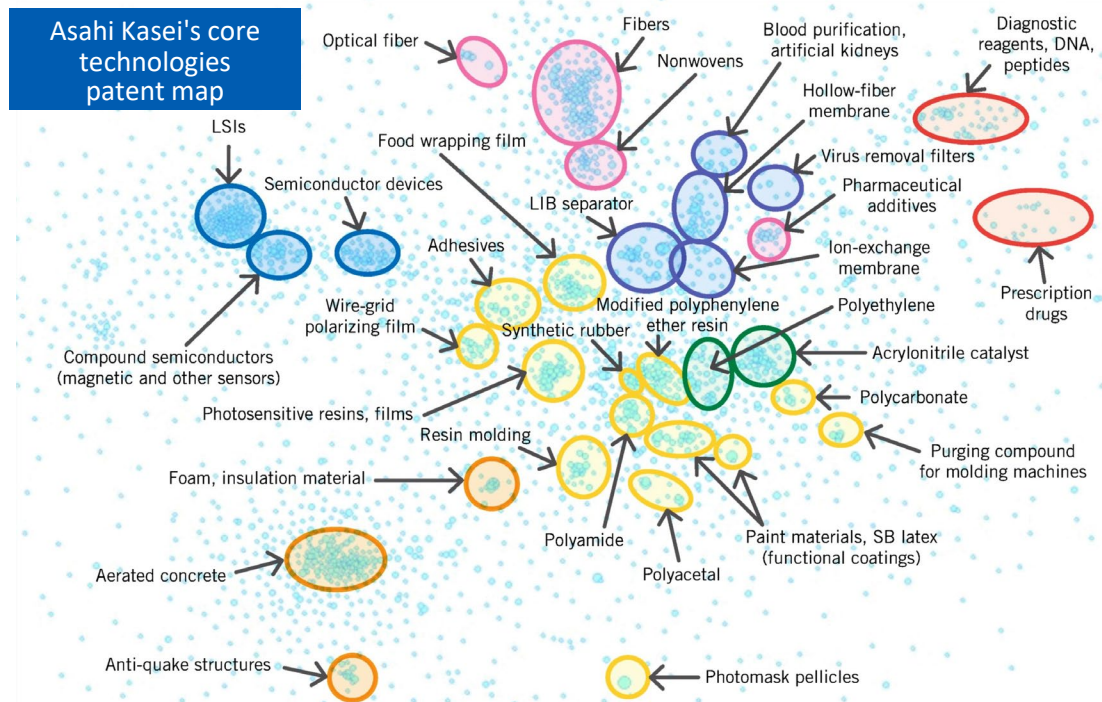 Asahi Kasei's core
technologies
patent map
Optical fiber
Fibers
Nonwovens
Blood purification,
artificial kidneys
Diagnostic
reagents, DNA,
peptides
Hollow-fiber
membrane
LSIs
Food wrapping film
Virus removal filters
Semiconductor devices
Pharmaceutical
additives
LIB separator
Adhesives
Ion-exchange
membrane
Prescription
drugs
Wire-grid
polarizing film
Modified polyphenylene
ether resin
Synthetic rubber
Polyethylene
Compound semiconductors
(magnetic and other sensors)
Acrylonitrile catalyst
Polycarbonate
Photosensitive resins, films
Resin molding
Purging compound
for molding machines
Foam, insulation material
Polyamide
Paint materials, SB latex
(functional coatings)
Polyacetal
Aerated concrete
Anti-quake structures
Photomask pellicles